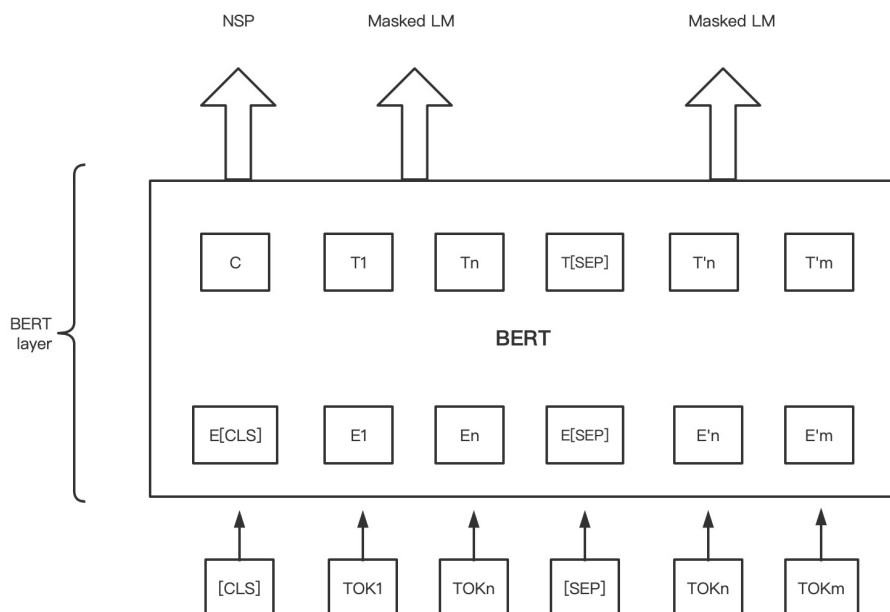 NSP Masked LM Masked LM
C T1 Tn T[SEP] T'n T'm
BERT
layer
BERT
E[CLS] E1 En E[SEP] E'n E'm
[CLS] TOK1 TOKn [SEP] TOKn TOKm